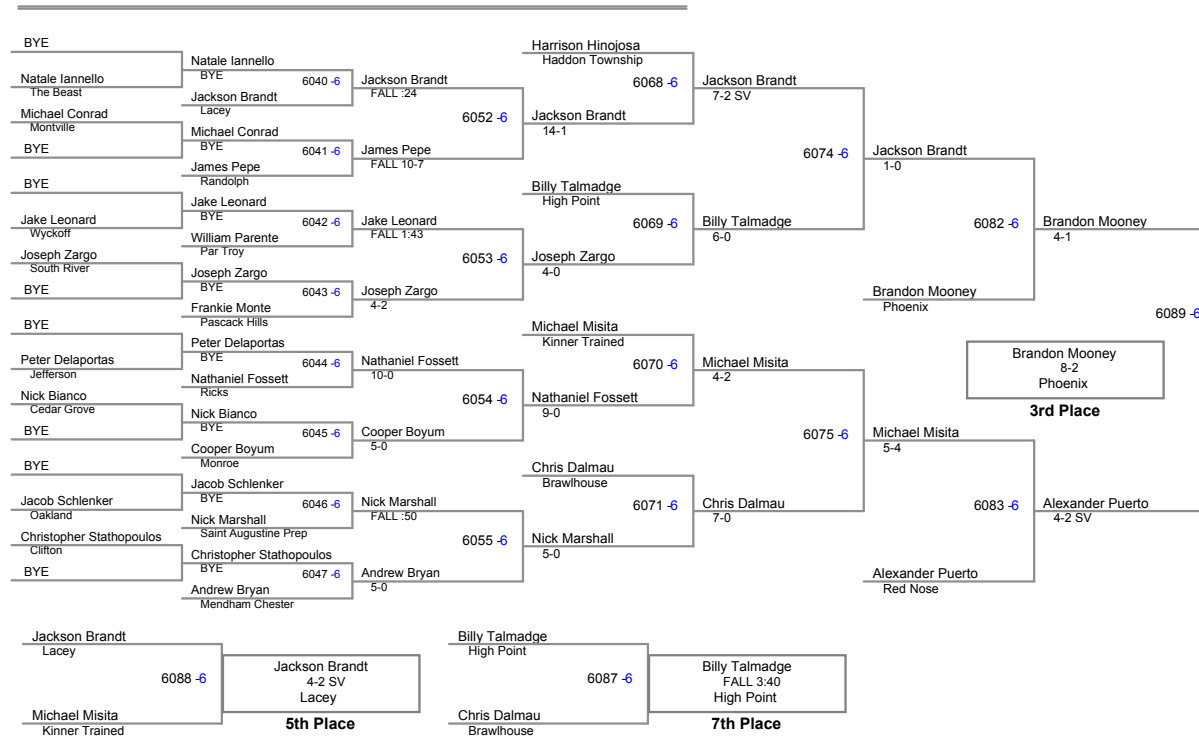 BYE
Natale Iannello
The Beast
Michael Conrad
Montville
BYE
BYE
Jake Leonard
Wyckoff
Joseph Zargo
South River
BYE
BYE
Peter Delaportas
Jefferson
Nick Bianco
Cedar Grove
BYE
BYE
Jacob Schlenker
Oakland
Christopher Stathopoulos
Clifton
BYE
Natale Iannello
BYE
6040 -6
Jackson Brandt
Lacey
Michael Conrad
BYE
6041 -6
James Pepe
Randolph
Jake Leonard
BYE
6042 -6
William Parente
Par Troy
Joseph Zargo
BYE
6043 -6
Frankie Monte
Pascack Hills
Peter Delaportas
BYE
6044 -6
Nathaniel Fossett
Ricks
Nick Bianco
BYE
6045 -6
Cooper Boyum
Monroe
Jacob Schlenker
BYE
6046 -6
Nick Marshall
Saint Augustine Prep
Christopher Stathopoulos
BYE
6047 -6
Andrew Bryan
Mendham Chester
Jackson Brandt
FALL :24
6052 -6
James Pepe
FALL 10-7
Jake Leonard
FALL 1:43
6053 -6
Joseph Zargo
4-2
Nathaniel Fossett
10-0
6054 -6
Cooper Boyum
5-0
Nick Marshall
FALL :50
6055 -6
Andrew Bryan
5-0
Harrison Hinojosa
Haddon Township
6068 -6
Jackson Brandt
14-1
Billy Talmadge
High Point
6069 -6
Joseph Zargo
4-0
Michael Misita
Kinner Trained
6070 -6
Nathaniel Fossett
9-0
Chris Dalmau
Brawlhouse
6071 -6
Nick Marshall
5-0
Jackson Brandt
7-2 SV
6074 -6
Billy Talmadge
6-0
Michael Misita
4-2
6075 -6
Chris Dalmau
7-0
Jackson Brandt
1-0
6082 -6
Brandon Mooney
Phoenix
Michael Misita
5-4
6083 -6
Alexander Puerto
Red Nose
Brandon Mooney
4-1
6089 -6
Alexander Puerto
4-2 SV
Brandon Mooney
8-2
Phoenix
3rd Place
Jackson Brandt
Lacey
6088 -6
Michael Misita
Kinner Trained
Jackson Brandt
4-2 SV
Lacey
5th Place
Billy Talmadge
High Point
6087 -6
Chris Dalmau
Brawlhouse
Billy Talmadge
FALL 3:40
High Point
7th Place